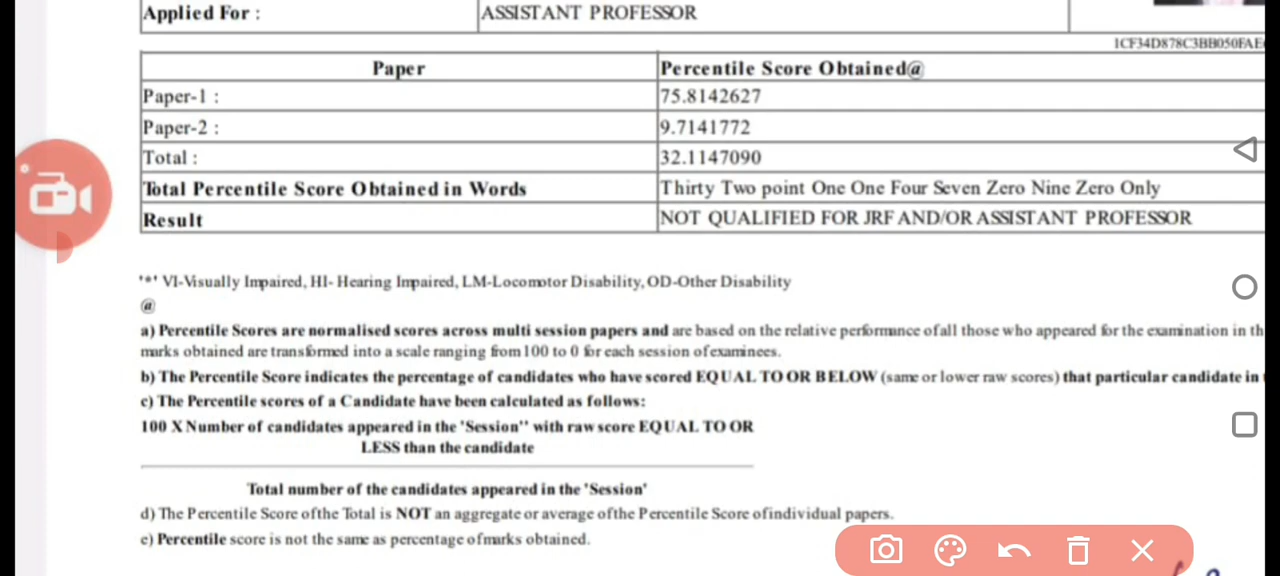 Applied For : ASSISTANT PROFESSOR
1CF34D878C3BB050FAE
Paper Percentile Score Obtained@
Paper-1 : 75.8142627
Paper-2 : 9.7141772
Total : 32.1147090
Total Percentile Score Obtained in Words Thirty Two point One One Four Seven Zero Nine Zero Only
Result NOT QUALIFIED FOR JRF AND/OR ASSISTANT PROFESSOR
'*' VI-Visually Impaired, HI- Hearing Impaired, LM-Locomotor Disability, OD-Other Disability
@
a) Percentile Scores are normalised scores across multi session papers and are based on the relative performance of all those who appeared for the examination in th
marks obtained are transformed into a scale ranging from 100 to 0 for each session of examinees.
b) The Percentile Score indicates the percentage of candidates who have scored EQUAL TO OR BELOW (same or lower raw scores) that particular candidate in
c) The Percentile scores of a Candidate have been calculated as follows:
100 X Number of candidates appeared in the 'Session" with raw score EQUAL TO OR
LESS than the candidate
Total number of the candidates appeared in the 'Session'
d) The Percentile Score of the Total is NOT an aggregate or average of the Percentile Score of individual papers.
e) Percentile score is not the same as percentage of marks obtained.